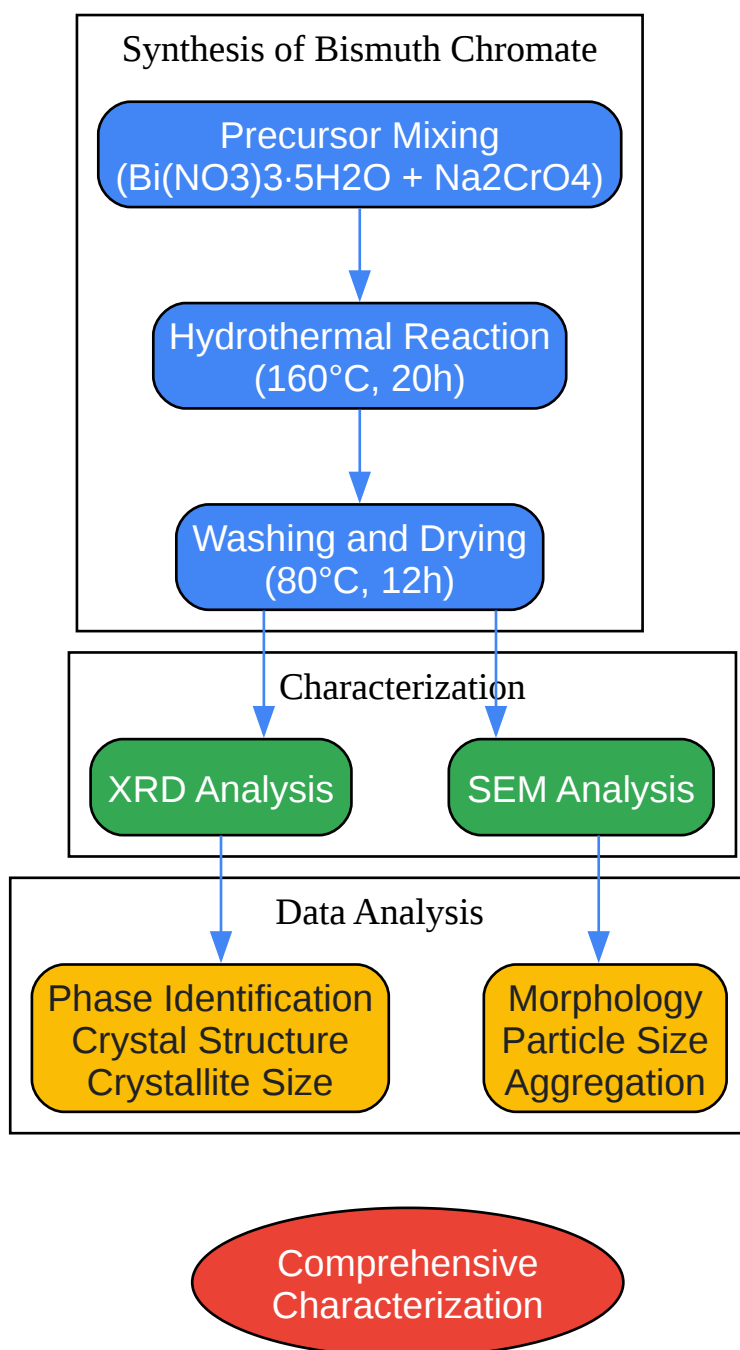 Synthesis of Bismuth Chromate
Precursor Mixing
(Bi(NO3)3·5H2O + Na2CrO4)
Hydrothermal Reaction
(160°C, 20h)
Washing and Drying
(80°C, 12h)
Characterization
XRD Analysis
SEM Analysis
Data Analysis
Phase Identification
Crystal Structure
Crystallite Size
Morphology
Particle Size
Aggregation
Comprehensive
Characterization